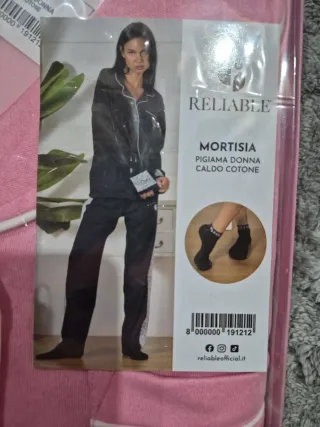 RELIABLE
MORTISIA
PIGIAMA DONNA
CALDO COTONE
8 000000 191212
reliableofficial.it